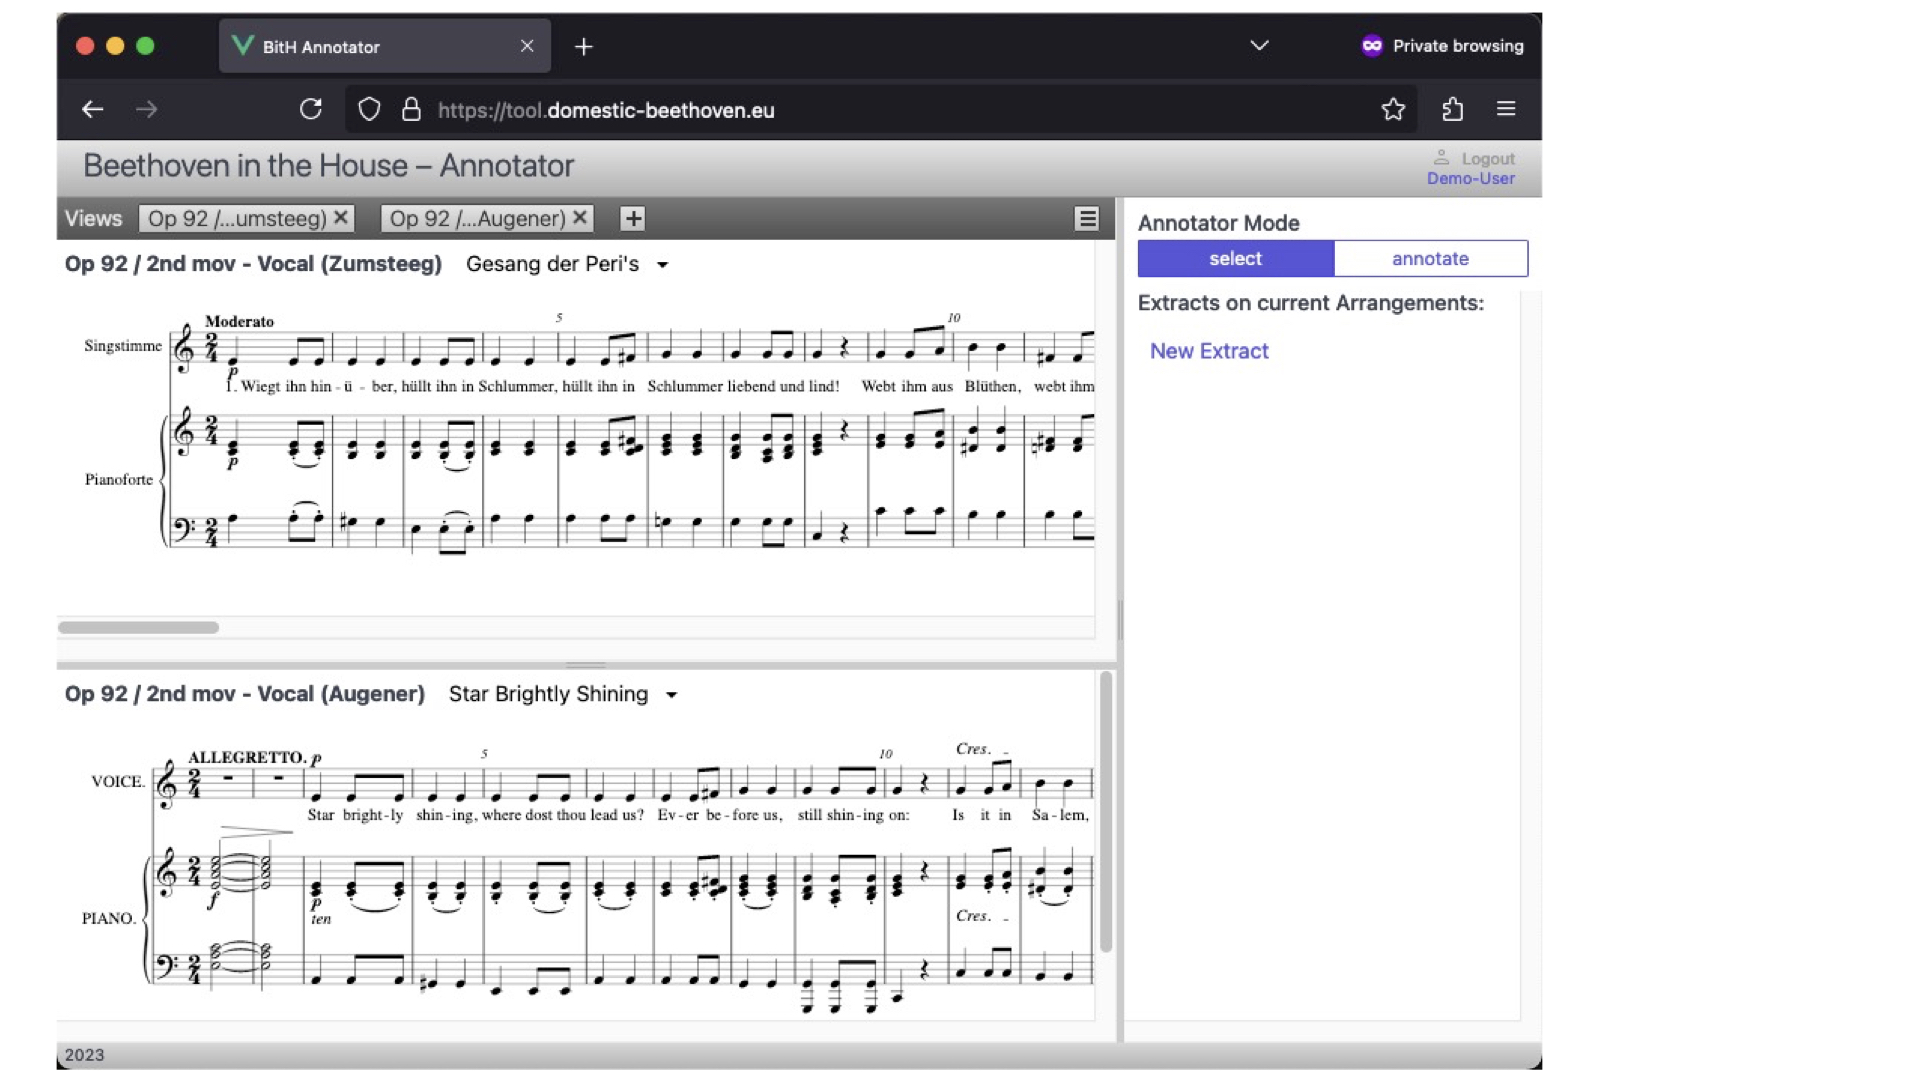 BitH Annotator
Private browsing
https://tool.domestic-beethoven.eu
Beethoven in the House – Annotator
Logout
Demo-User
Views Op 92 /...umsteeg) Op 92 /...Augener)
Op 92 / 2nd mov - Vocal (Zumsteeg) Gesang der Peri's
Moderato 5 10
Singstimme
p
1. Wiegt ihn hin - ü - ber, hüllt ihn in Schlummer, hüllt ihn in Schlummer liebend und lind! Webt ihm aus Blüthen, webt ihm
p
Pianoforte
Op 92 / 2nd mov - Vocal (Augener) Star Brightly Shining
ALLEGRETTO. p 5 10 Cres. -
VOICE.
Star bright-ly shin-ing, where dost thou lead us? Ev-er be-fore us, still shin-ing on: Is it in Sa-lem,
f p
ten Cres. -
PIANO.
Annotator Mode
select annotate
Extracts on current Arrangements:
New Extract
2023